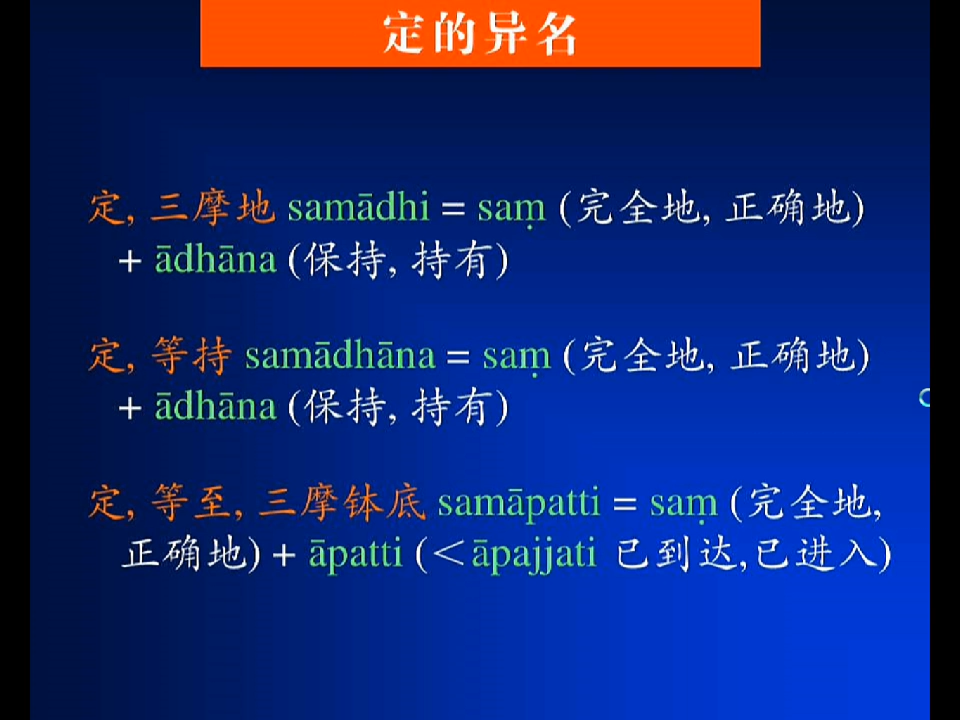 定的异名
定, 三摩地 samādhi = saṃ (完全地, 正确地)
+ ādhāna (保持, 持有)
定, 等持 samādhāna = saṃ (完全地, 正确地)
+ ādhāna (保持, 持有)
定, 等至, 三摩钵底 samāpatti = saṃ (完全地,
正确地) + āpatti (＜āpajjati 已到达,已进入)